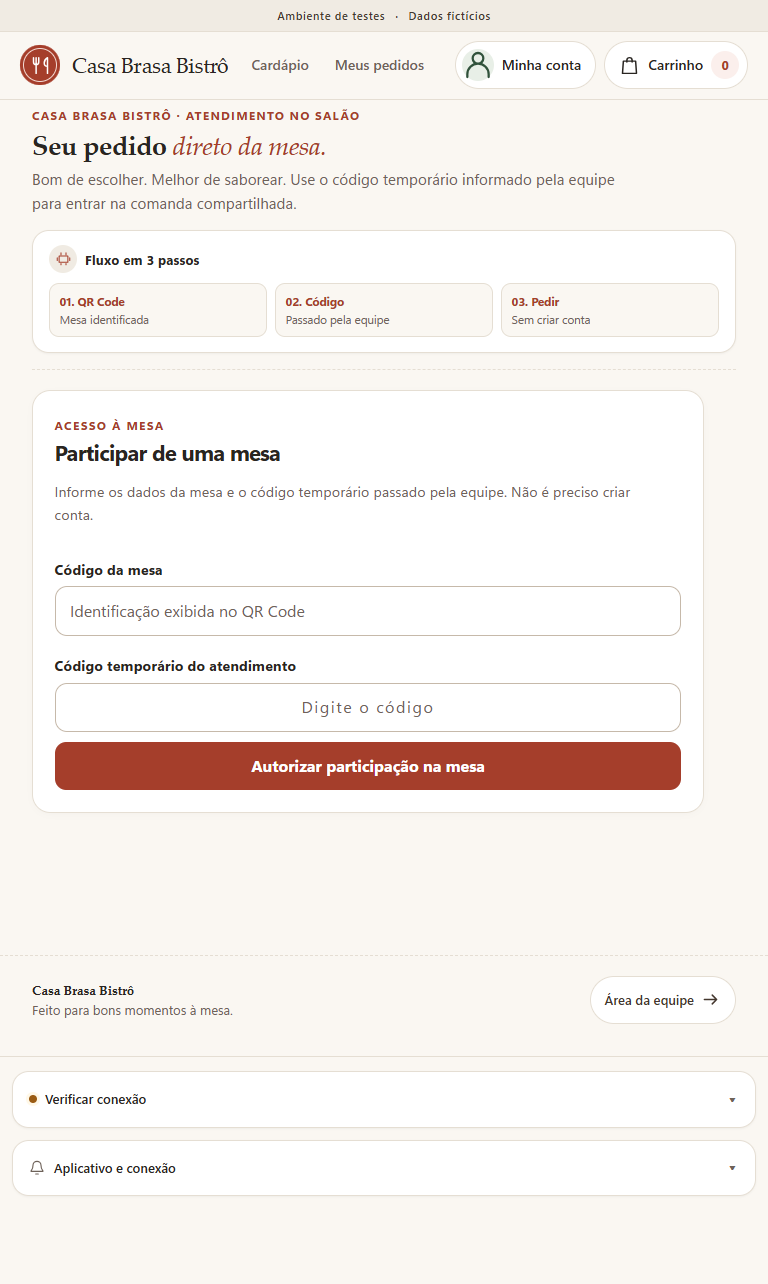 Ambiente de testes · Dados fictícios
Casa Brasa Bistrô
Cardápio
Meus pedidos
Minha conta
Carrinho
0
CASA BRASA BISTRÔ · ATENDIMENTO NO SALÃO
Seu pedido direto da mesa.
Bom de escolher. Melhor de saborear. Use o código temporário informado pela equipe
para entrar na comanda compartilhada.
Fluxo em 3 passos
01. QR Code
Mesa identificada
02. Código
Passado pela equipe
03. Pedir
Sem criar conta
ACESSO À MESA
Participar de uma mesa
Informe os dados da mesa e o código temporário passado pela equipe. Não é preciso criar
conta.
Código da mesa
Identificação exibida no QR Code
Código temporário do atendimento
Digite o código
Autorizar participação na mesa
Casa Brasa Bistrô
Feito para bons momentos à mesa.
Área da equipe
Verificar conexão
Aplicativo e conexão